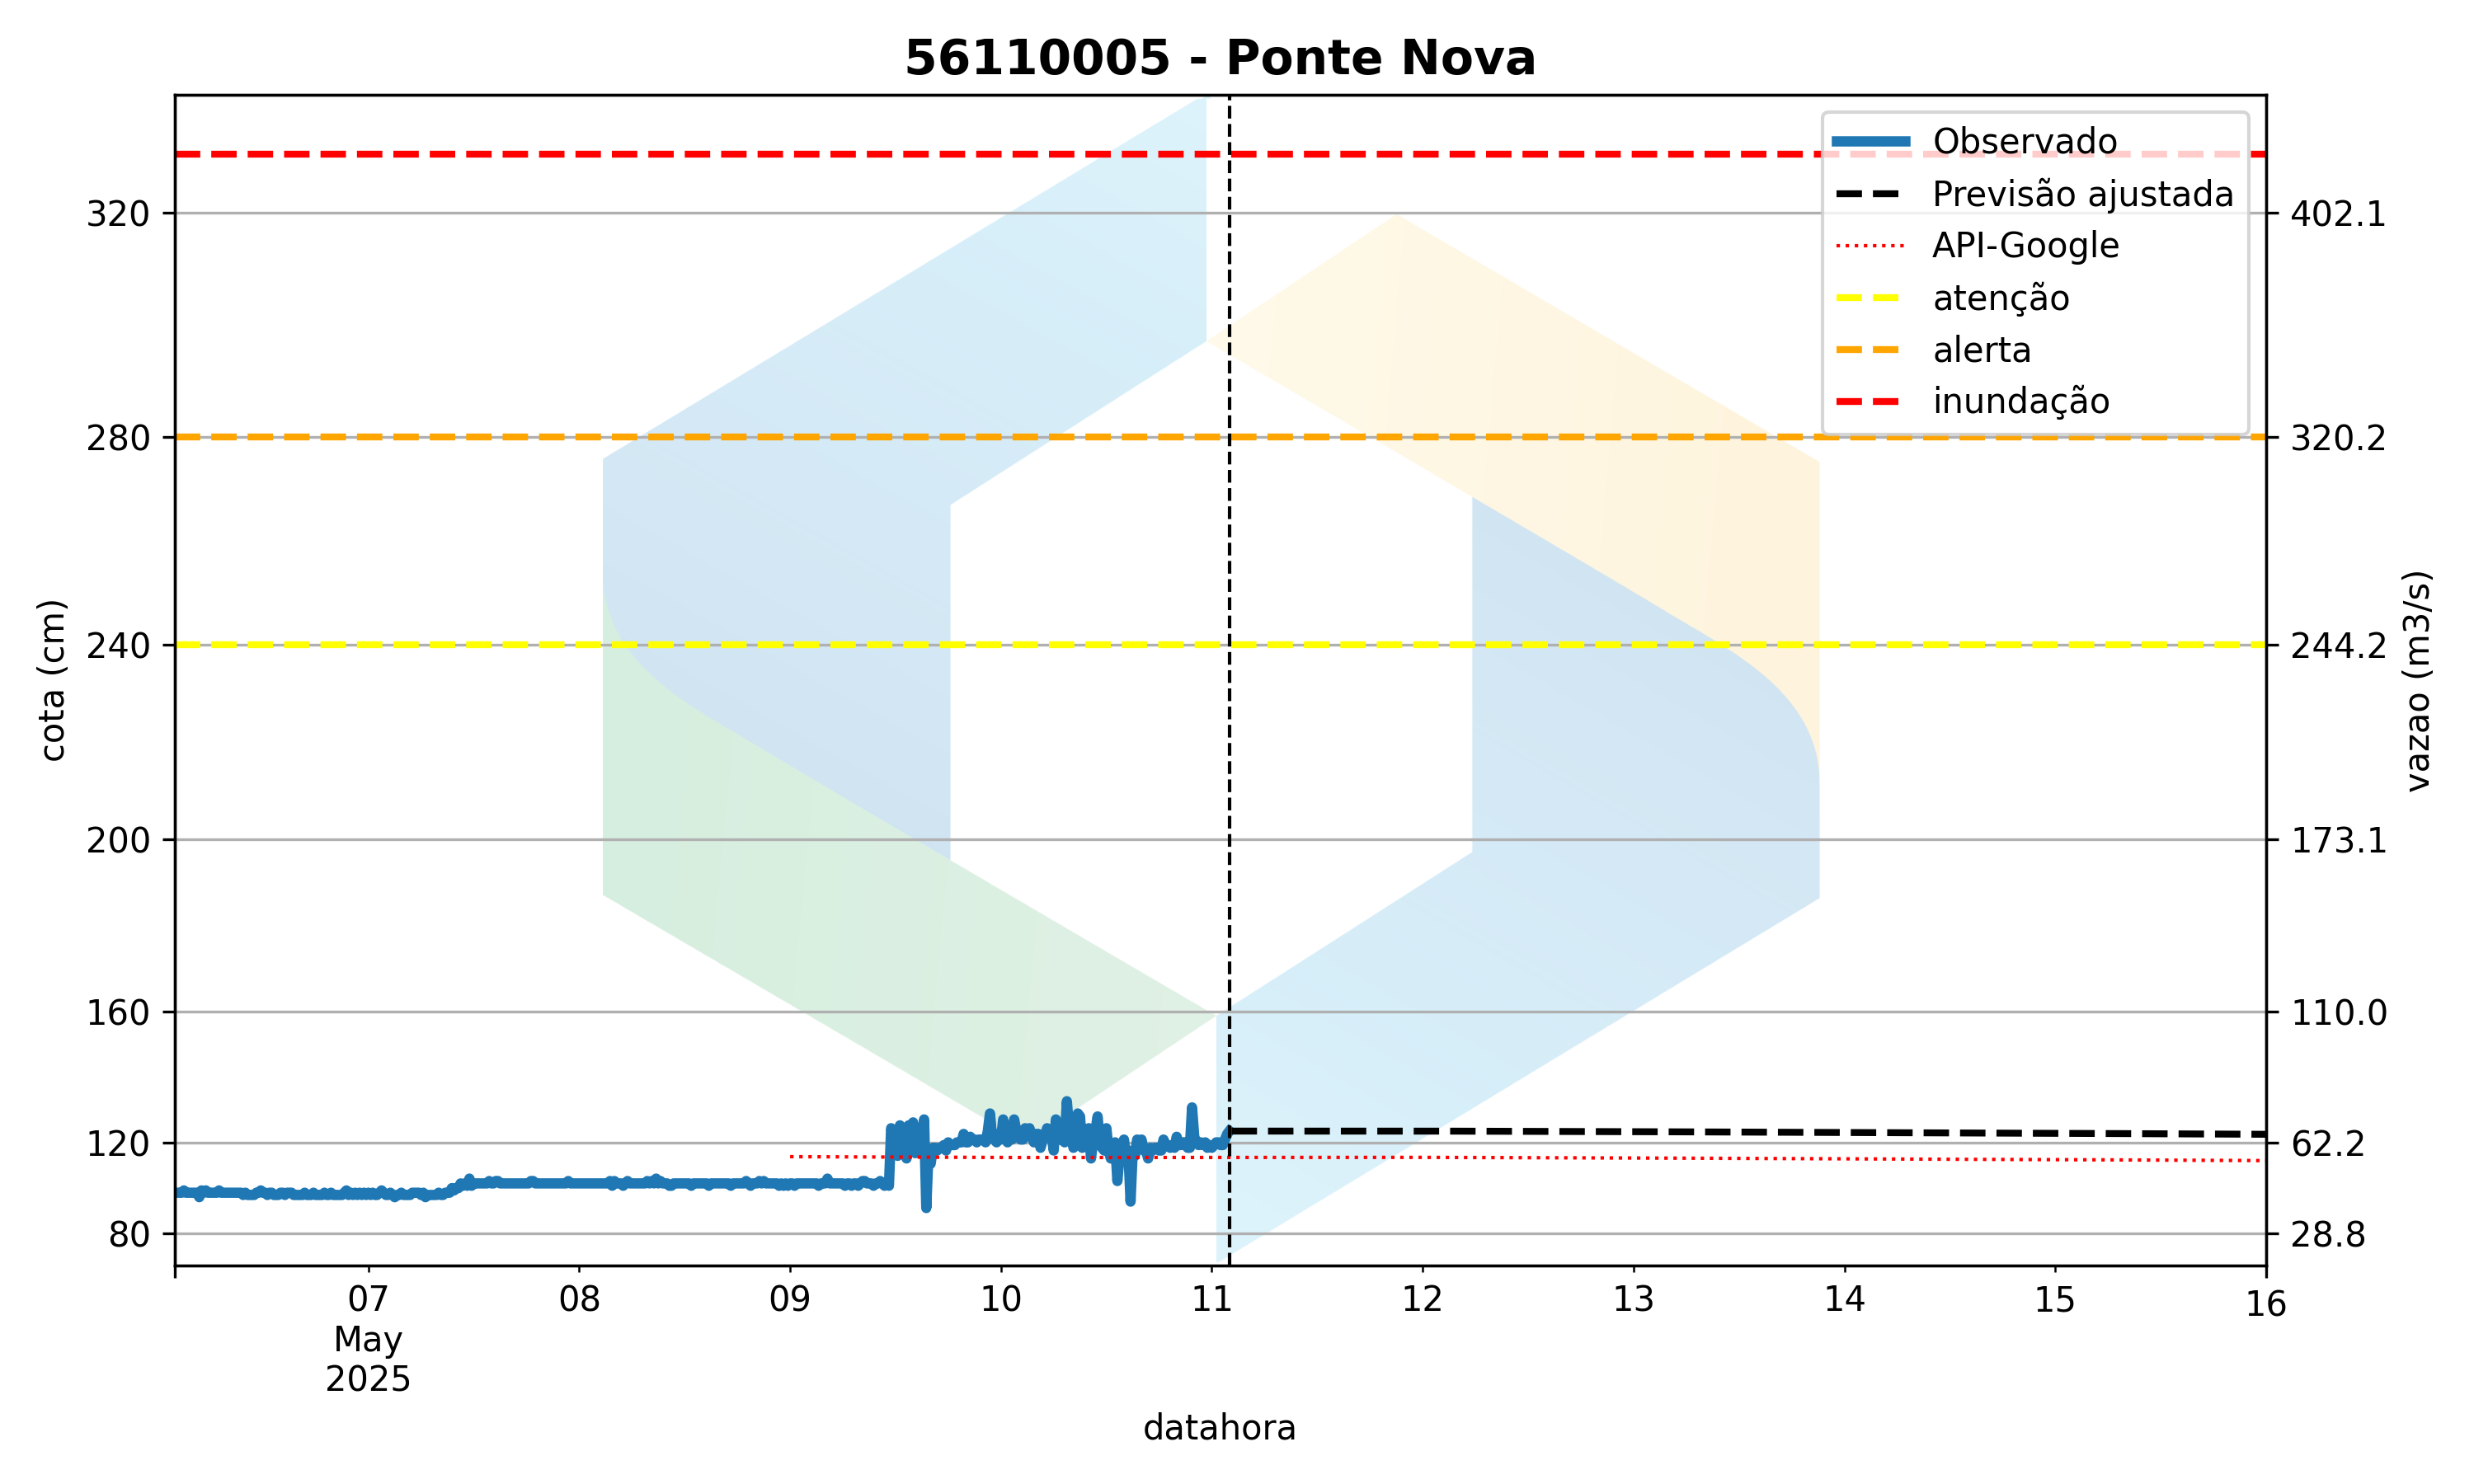 56110005 - Ponte Nova
Observado
Previsão ajustada
API-Google
atenção
alerta
inundação
320
280
240
200
160
120
80
cota (cm)
402.1
320.2
244.2
173.1
110.0
62.2
28.8
vazao (m3/s)
07
08
09
10
11
12
13
14
15
16
May
2025
datahora